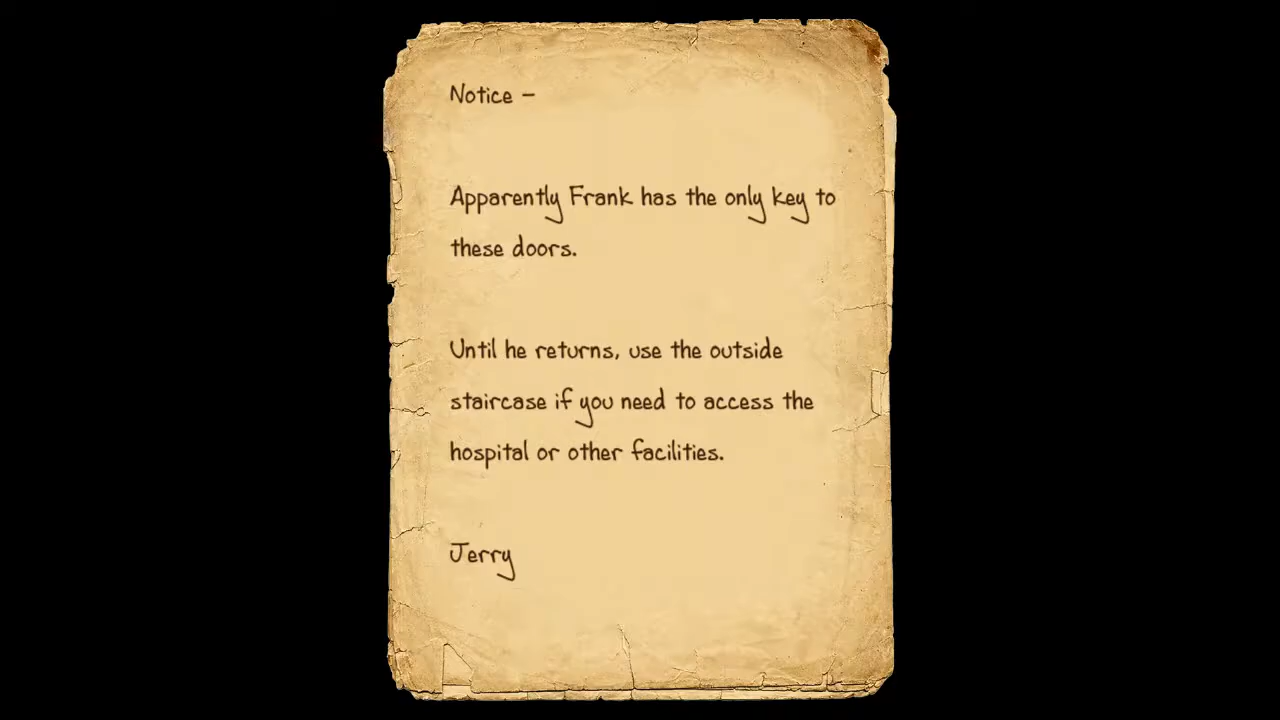 Notice –
Apparently Frank has the only key to
these doors.
Until he returns, use the outside
staircase if you need to access the
hospital or other facilities.
Jerry